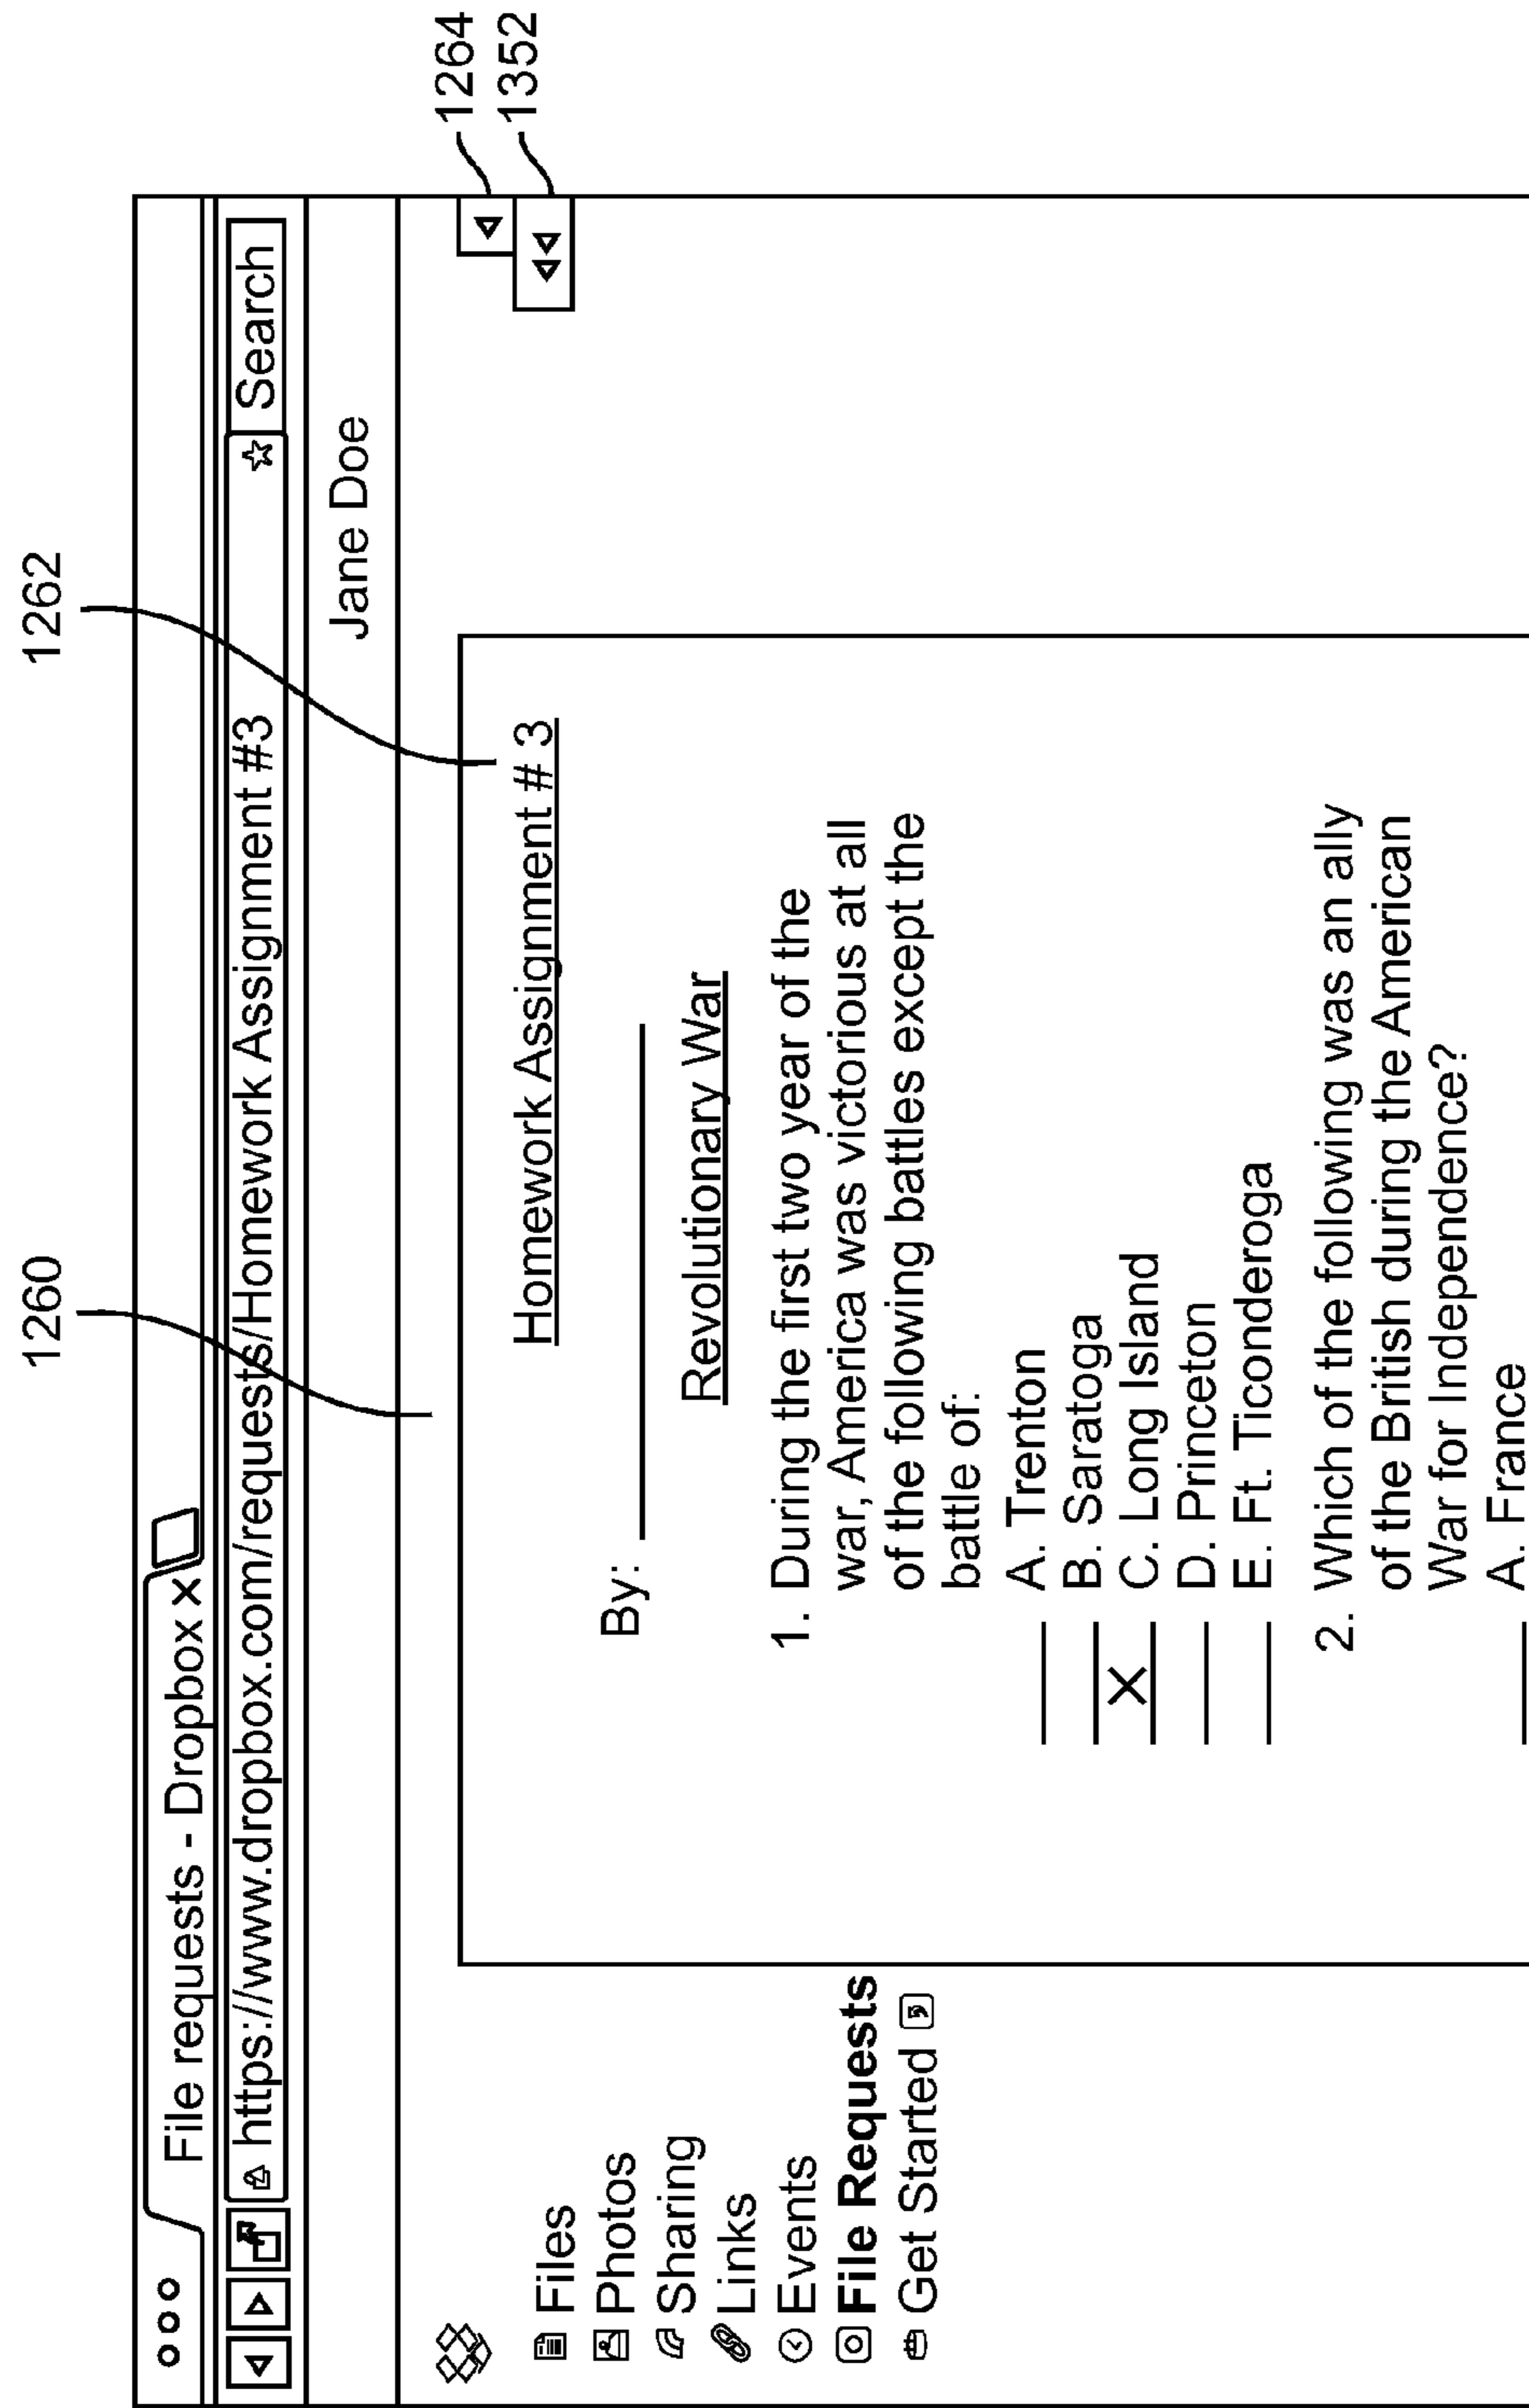 1260
1262
File requests - Dropbox X
https://www.dropbox.com/requests/Homework Assignment #3
Search
Jane Doe
1264
1352
Files
Photos
Sharing
Links
Events
File Requests
Get Started
Homework Assignment # 3
By:
Revolutionary War
1. During the first two year of the
war, America was victorious at all
of the following battles except the
battle of:
A. Trenton
B. Saratoga
X C. Long Island
D. Princeton
E. Ft. Ticonderoga
2. Which of the following was an ally
of the British during the American
War for Independence?
A. France